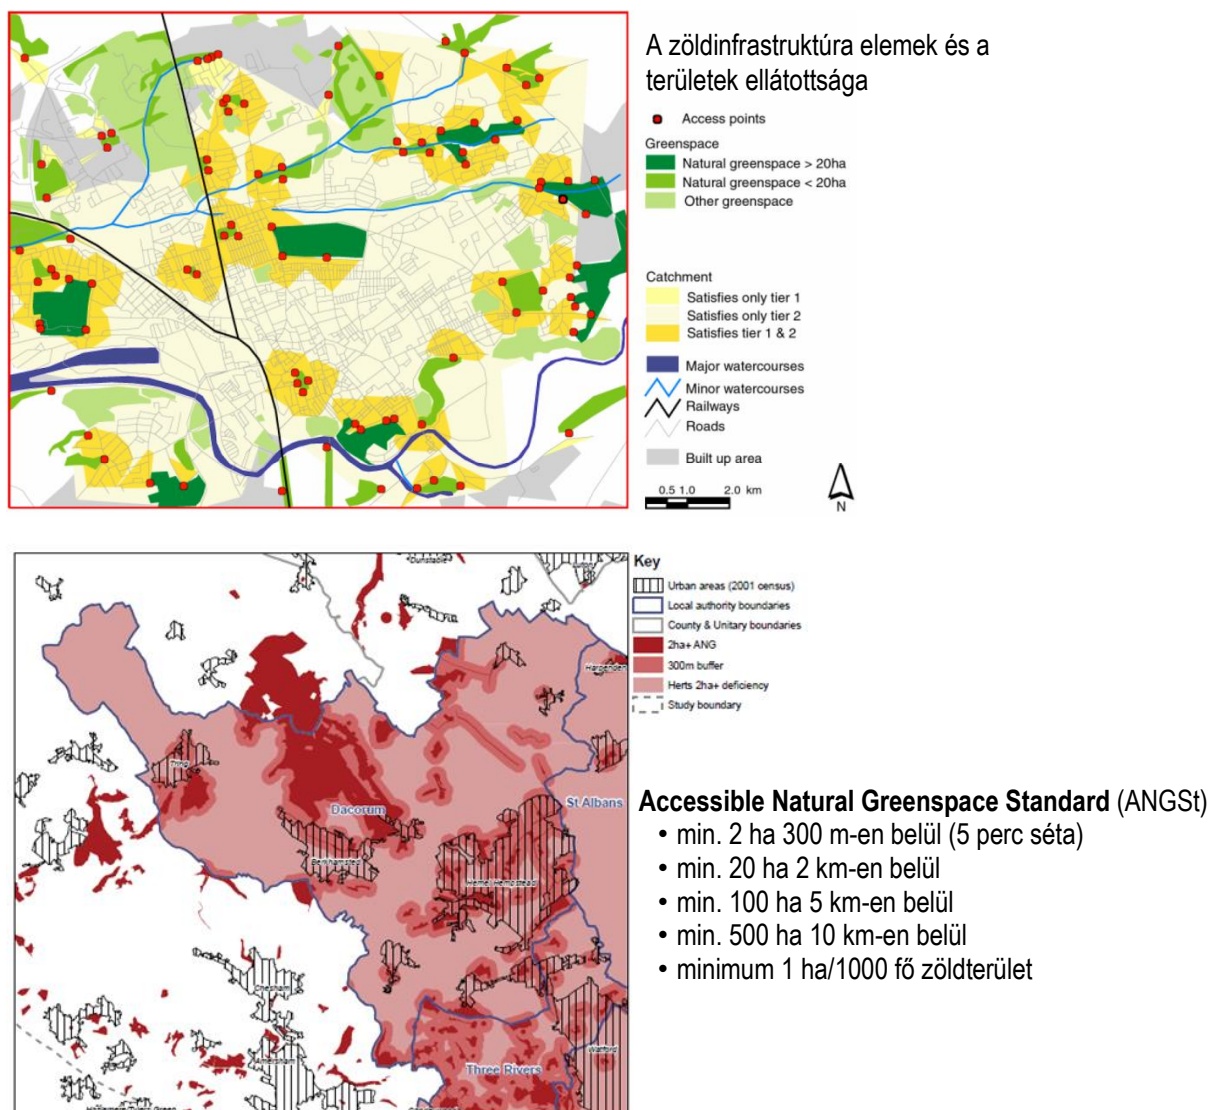 A zöldinfrastruktúra elemek és a
területek ellátottsága
Access points
Greenspace
Natural greenspace > 20ha
Natural greenspace < 20ha
Other greenspace
Catchment
Satisfies only tier 1
Satisfies only tier 2
Satisfies tier 1 & 2
Major watercourses
Minor watercourses
Railways
Roads
Built up area
0.5 1.0 2.0 km
N
Key
Urban areas (2001 census)
Local authority boundaries
County & Unitary boundaries
2ha+ ANG
300m buffer
Herts 2ha+ deficiency
Study boundary
Dunstable
Luton
Harpenden
Tring
Dacorum
St Albans
Berkhamsted
Hemel Hempstead
Chesham
Amersham
Watford
Three Rivers
Accessible Natural Greenspace Standard (ANGSt)
• min. 2 ha 300 m-en belül (5 perc séta)
• min. 20 ha 2 km-en belül
• min. 100 ha 5 km-en belül
• min. 500 ha 10 km-en belül
• minimum 1 ha/1000 fő zöldterület